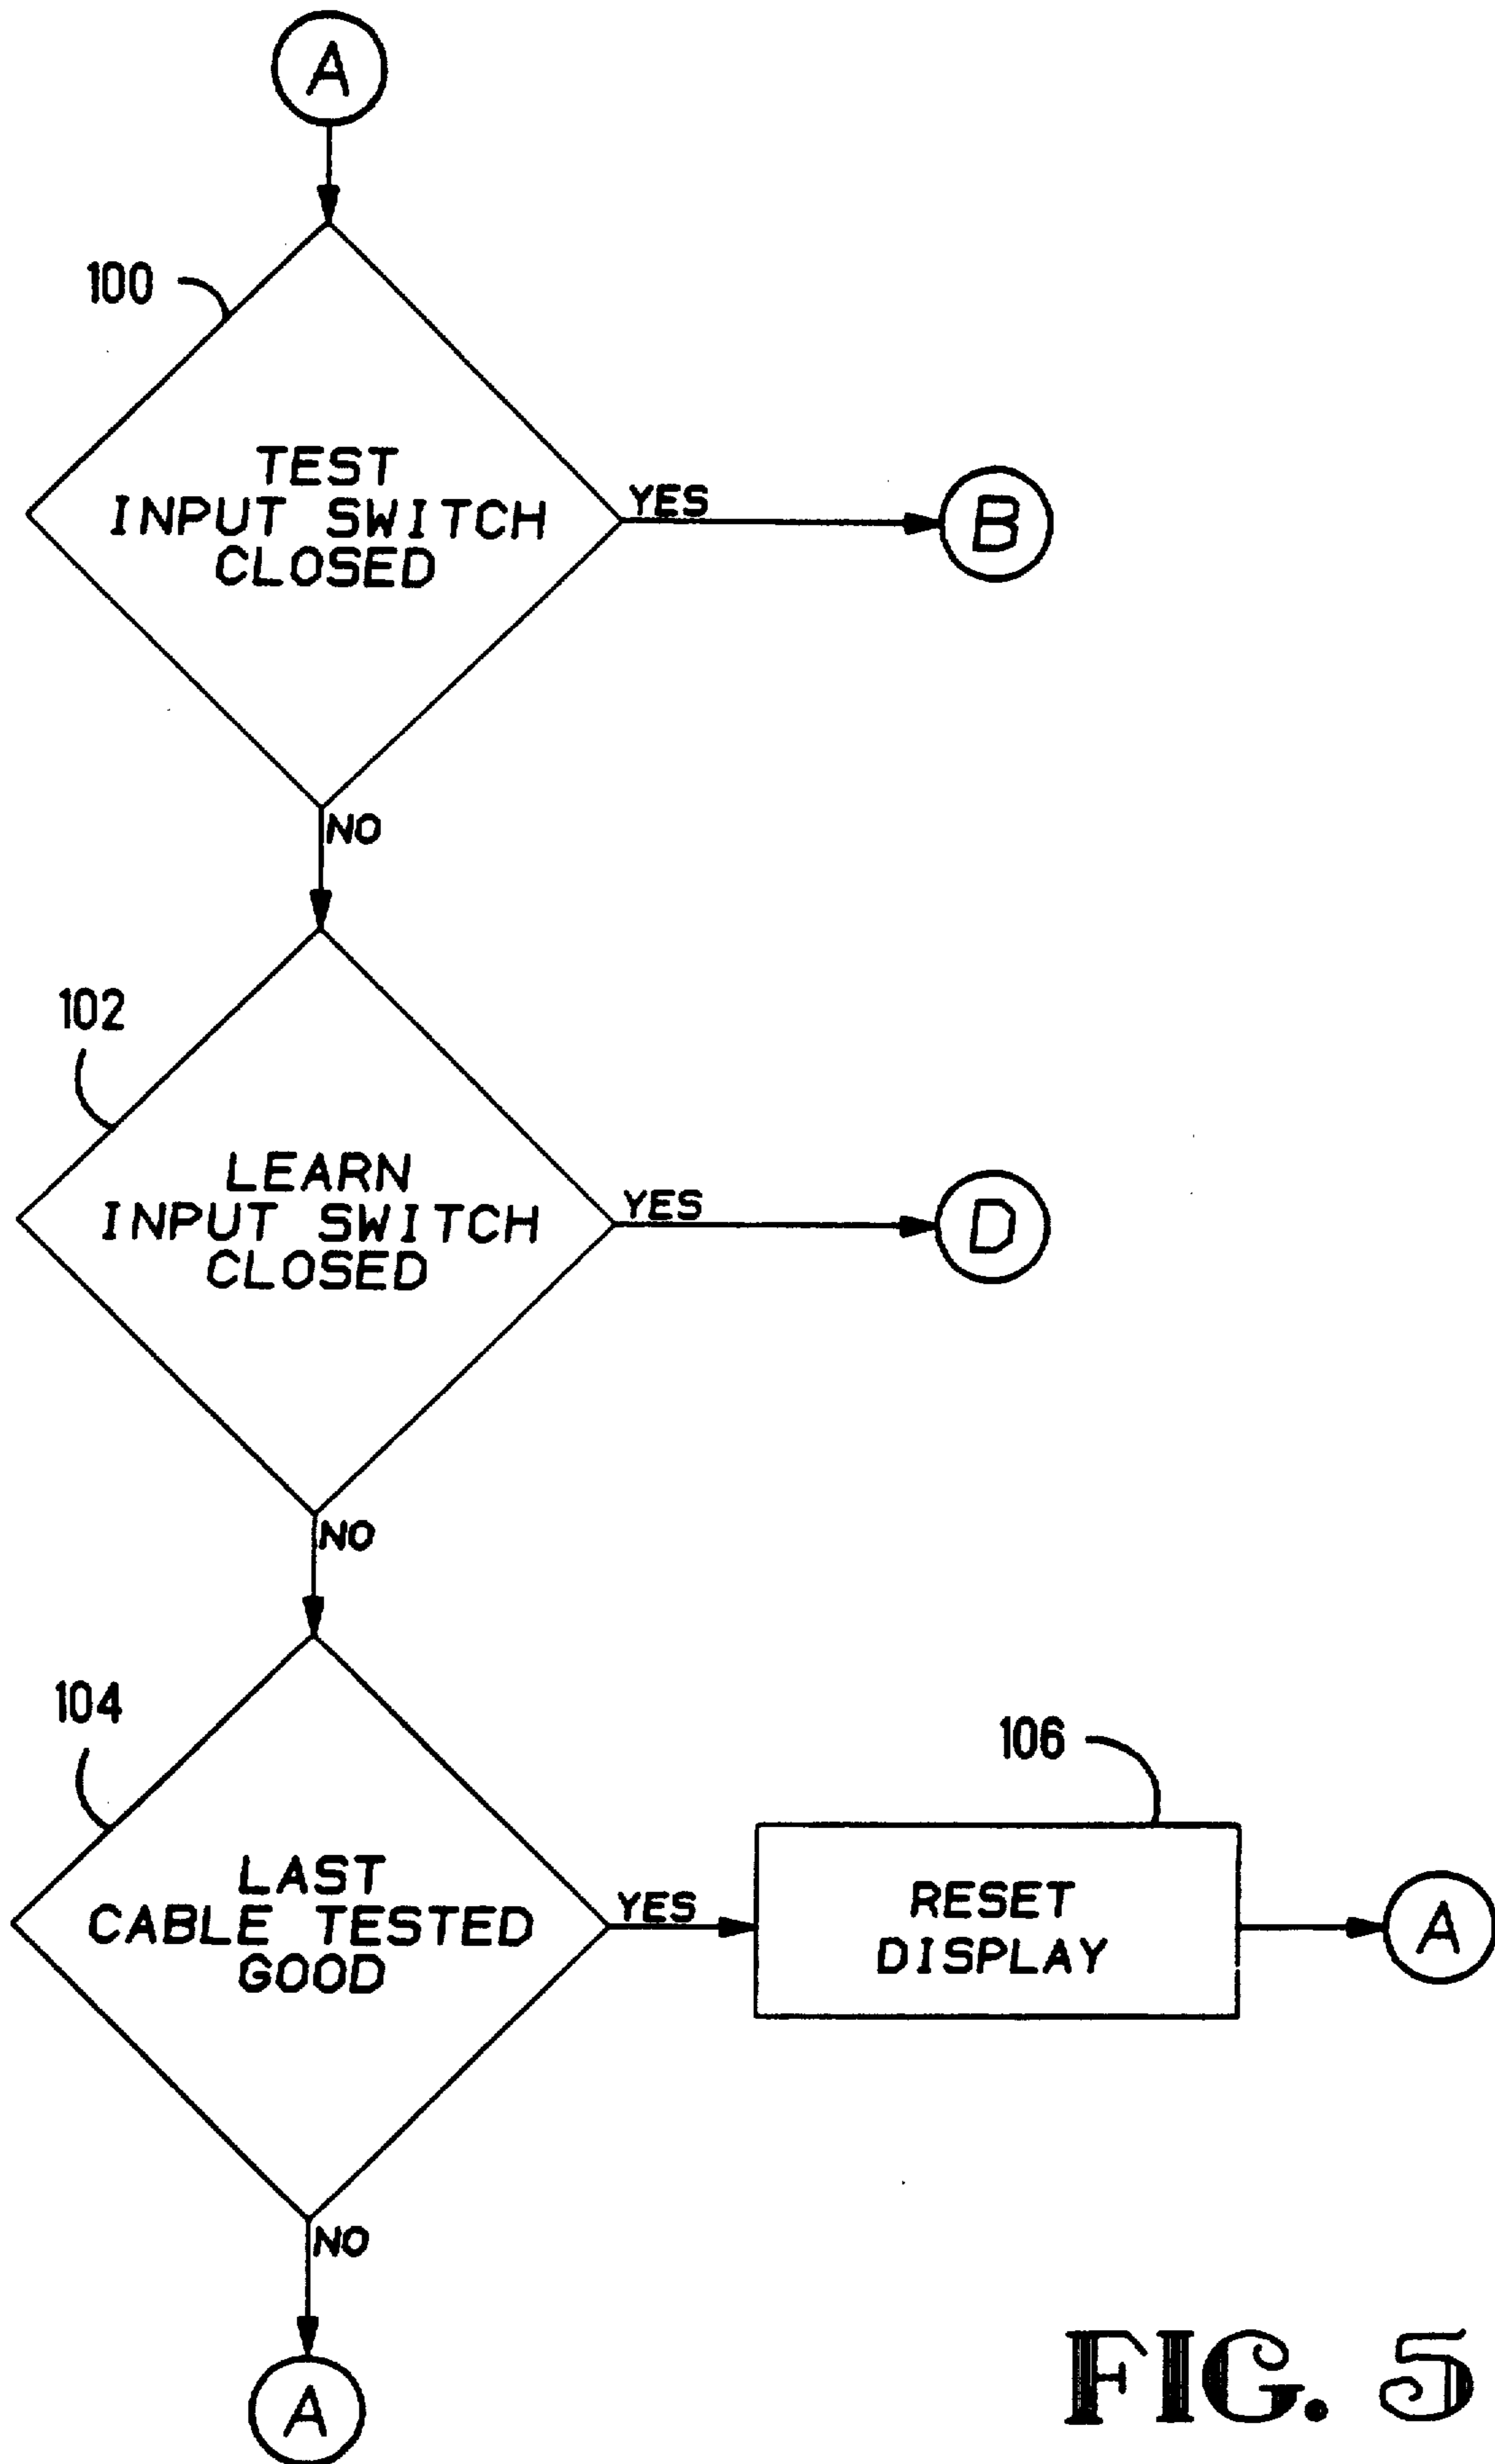 A
100
TEST
INPUT SWITCH
CLOSED
YES
B
NO
102
LEARN
INPUT SWITCH
CLOSED
YES
D
NO
104
LAST
CABLE TESTED
GOOD
YES
106
RESET
DISPLAY
A
NO
A
FIG. 5